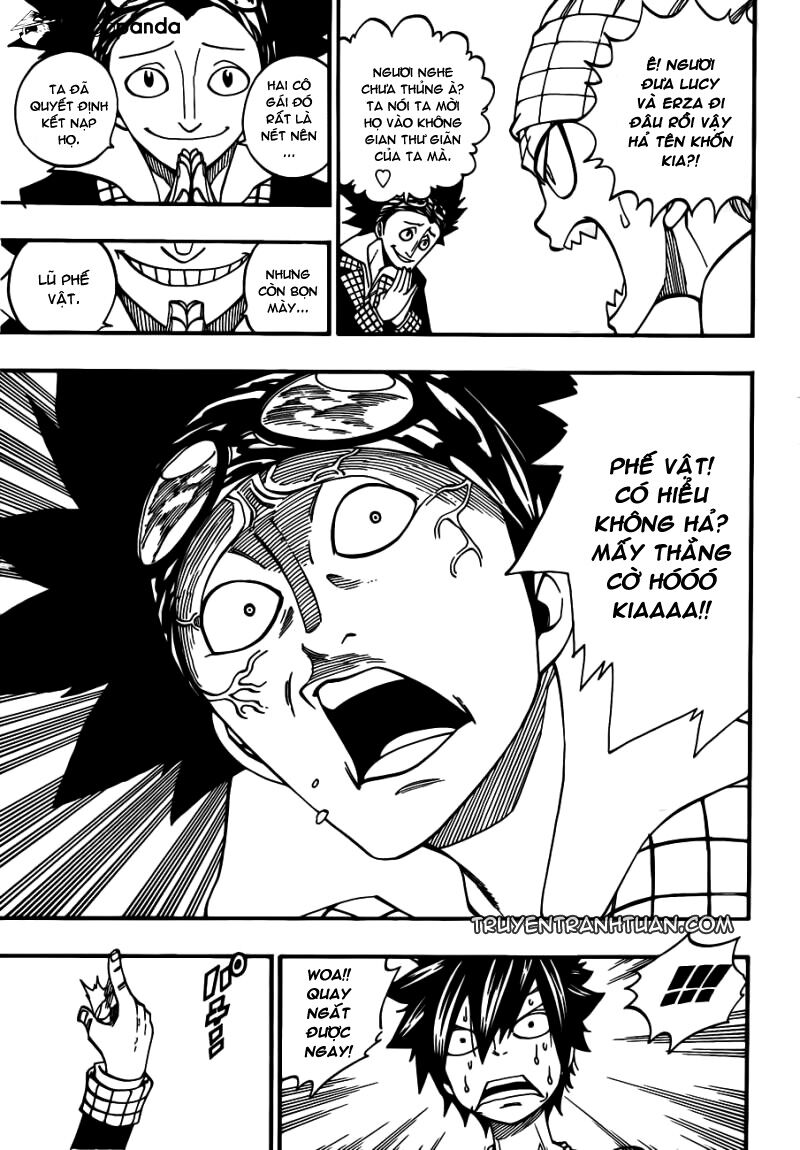 Ê! NGƯƠI
ĐƯA LUCY
VÀ ERZA ĐI
ĐÂU RỒI VẬY
HẢ TÊN KHỐN
KIA?!
NGƯƠI NGHE
CHƯA THỦNG À?
TA NÓI TA MỜI
HỌ VÀO KHÔNG
GIAN THƯ GIÃN
CỦA TA MÀ.
HAI CÔ
GÁI ĐÓ
RẤT LÀ
NÉT NÊN
...
TA ĐÃ
QUYẾT ĐỊNH
KẾT NẠP
HỌ.
NHƯNG
CÒN BỌN
MÀY...
LŨ PHẾ
VẬT.
PHẾ VẬT!
CÓ HIỂU
KHÔNG HẢ?
MẤY THẰNG
CỜ HÓÓÓ
KIAAAA!!
TRUYENTRANHTUAN.COM
!!!!
WOA!!
QUAY
NGẮT
ĐƯỢC
NGAY!